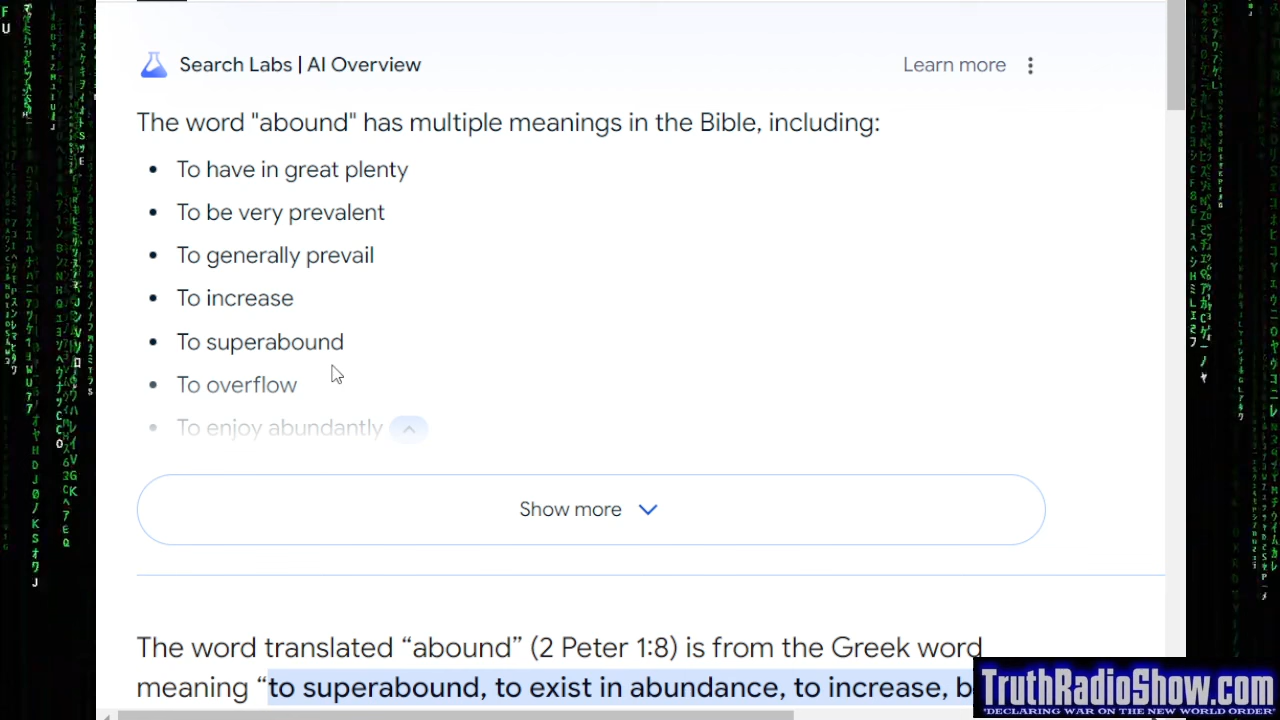 Search Labs | AI Overview
Learn more
The word "abound" has multiple meanings in the Bible, including:
• To have in great plenty
• To be very prevalent
• To generally prevail
• To increase
• To superabound
• To overflow
• To enjoy abundantly
Show more
The word translated “abound” (2 Peter 1:8) is from the Greek word
meaning “to superabound, to exist in abundance, to increase, b
TruthRadioShow.com
"DECLARING WAR ON THE NEW WORLD ORDER"